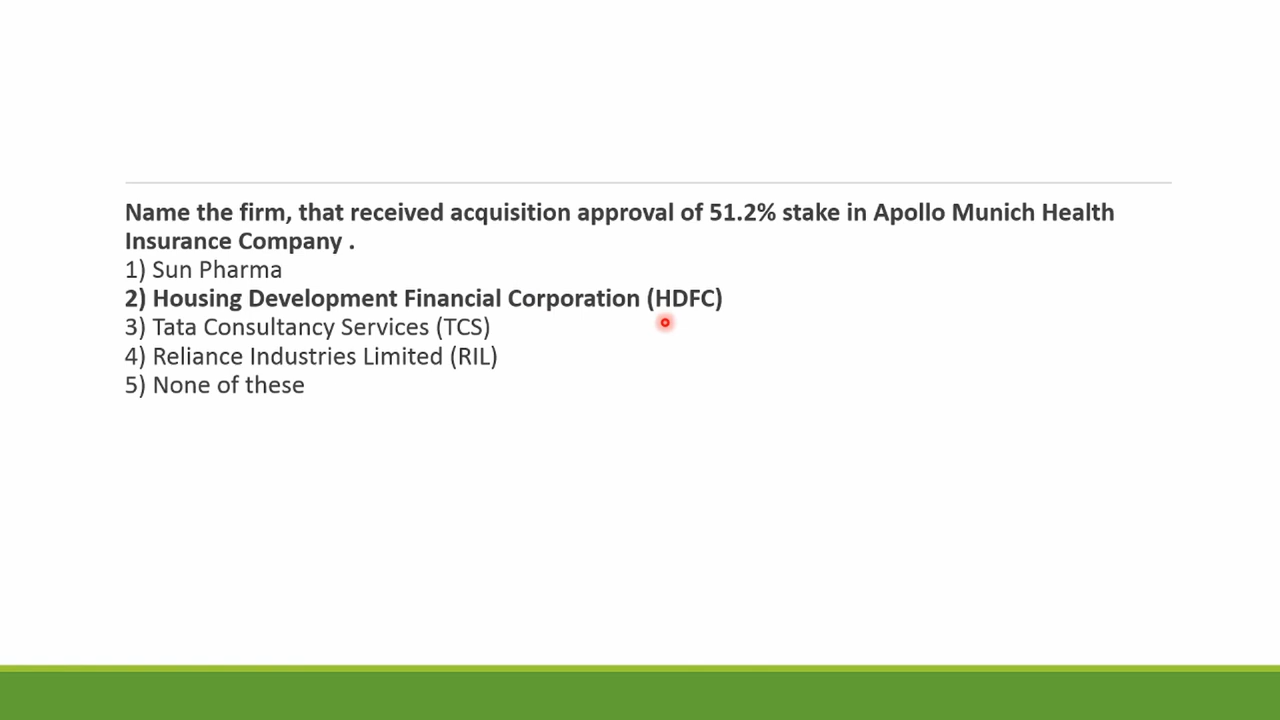 Name the firm, that received acquisition approval of 51.2% stake in Apollo Munich Health
Insurance Company .
1) Sun Pharma
2) Housing Development Financial Corporation (HDFC)
3) Tata Consultancy Services (TCS)
4) Reliance Industries Limited (RIL)
5) None of these